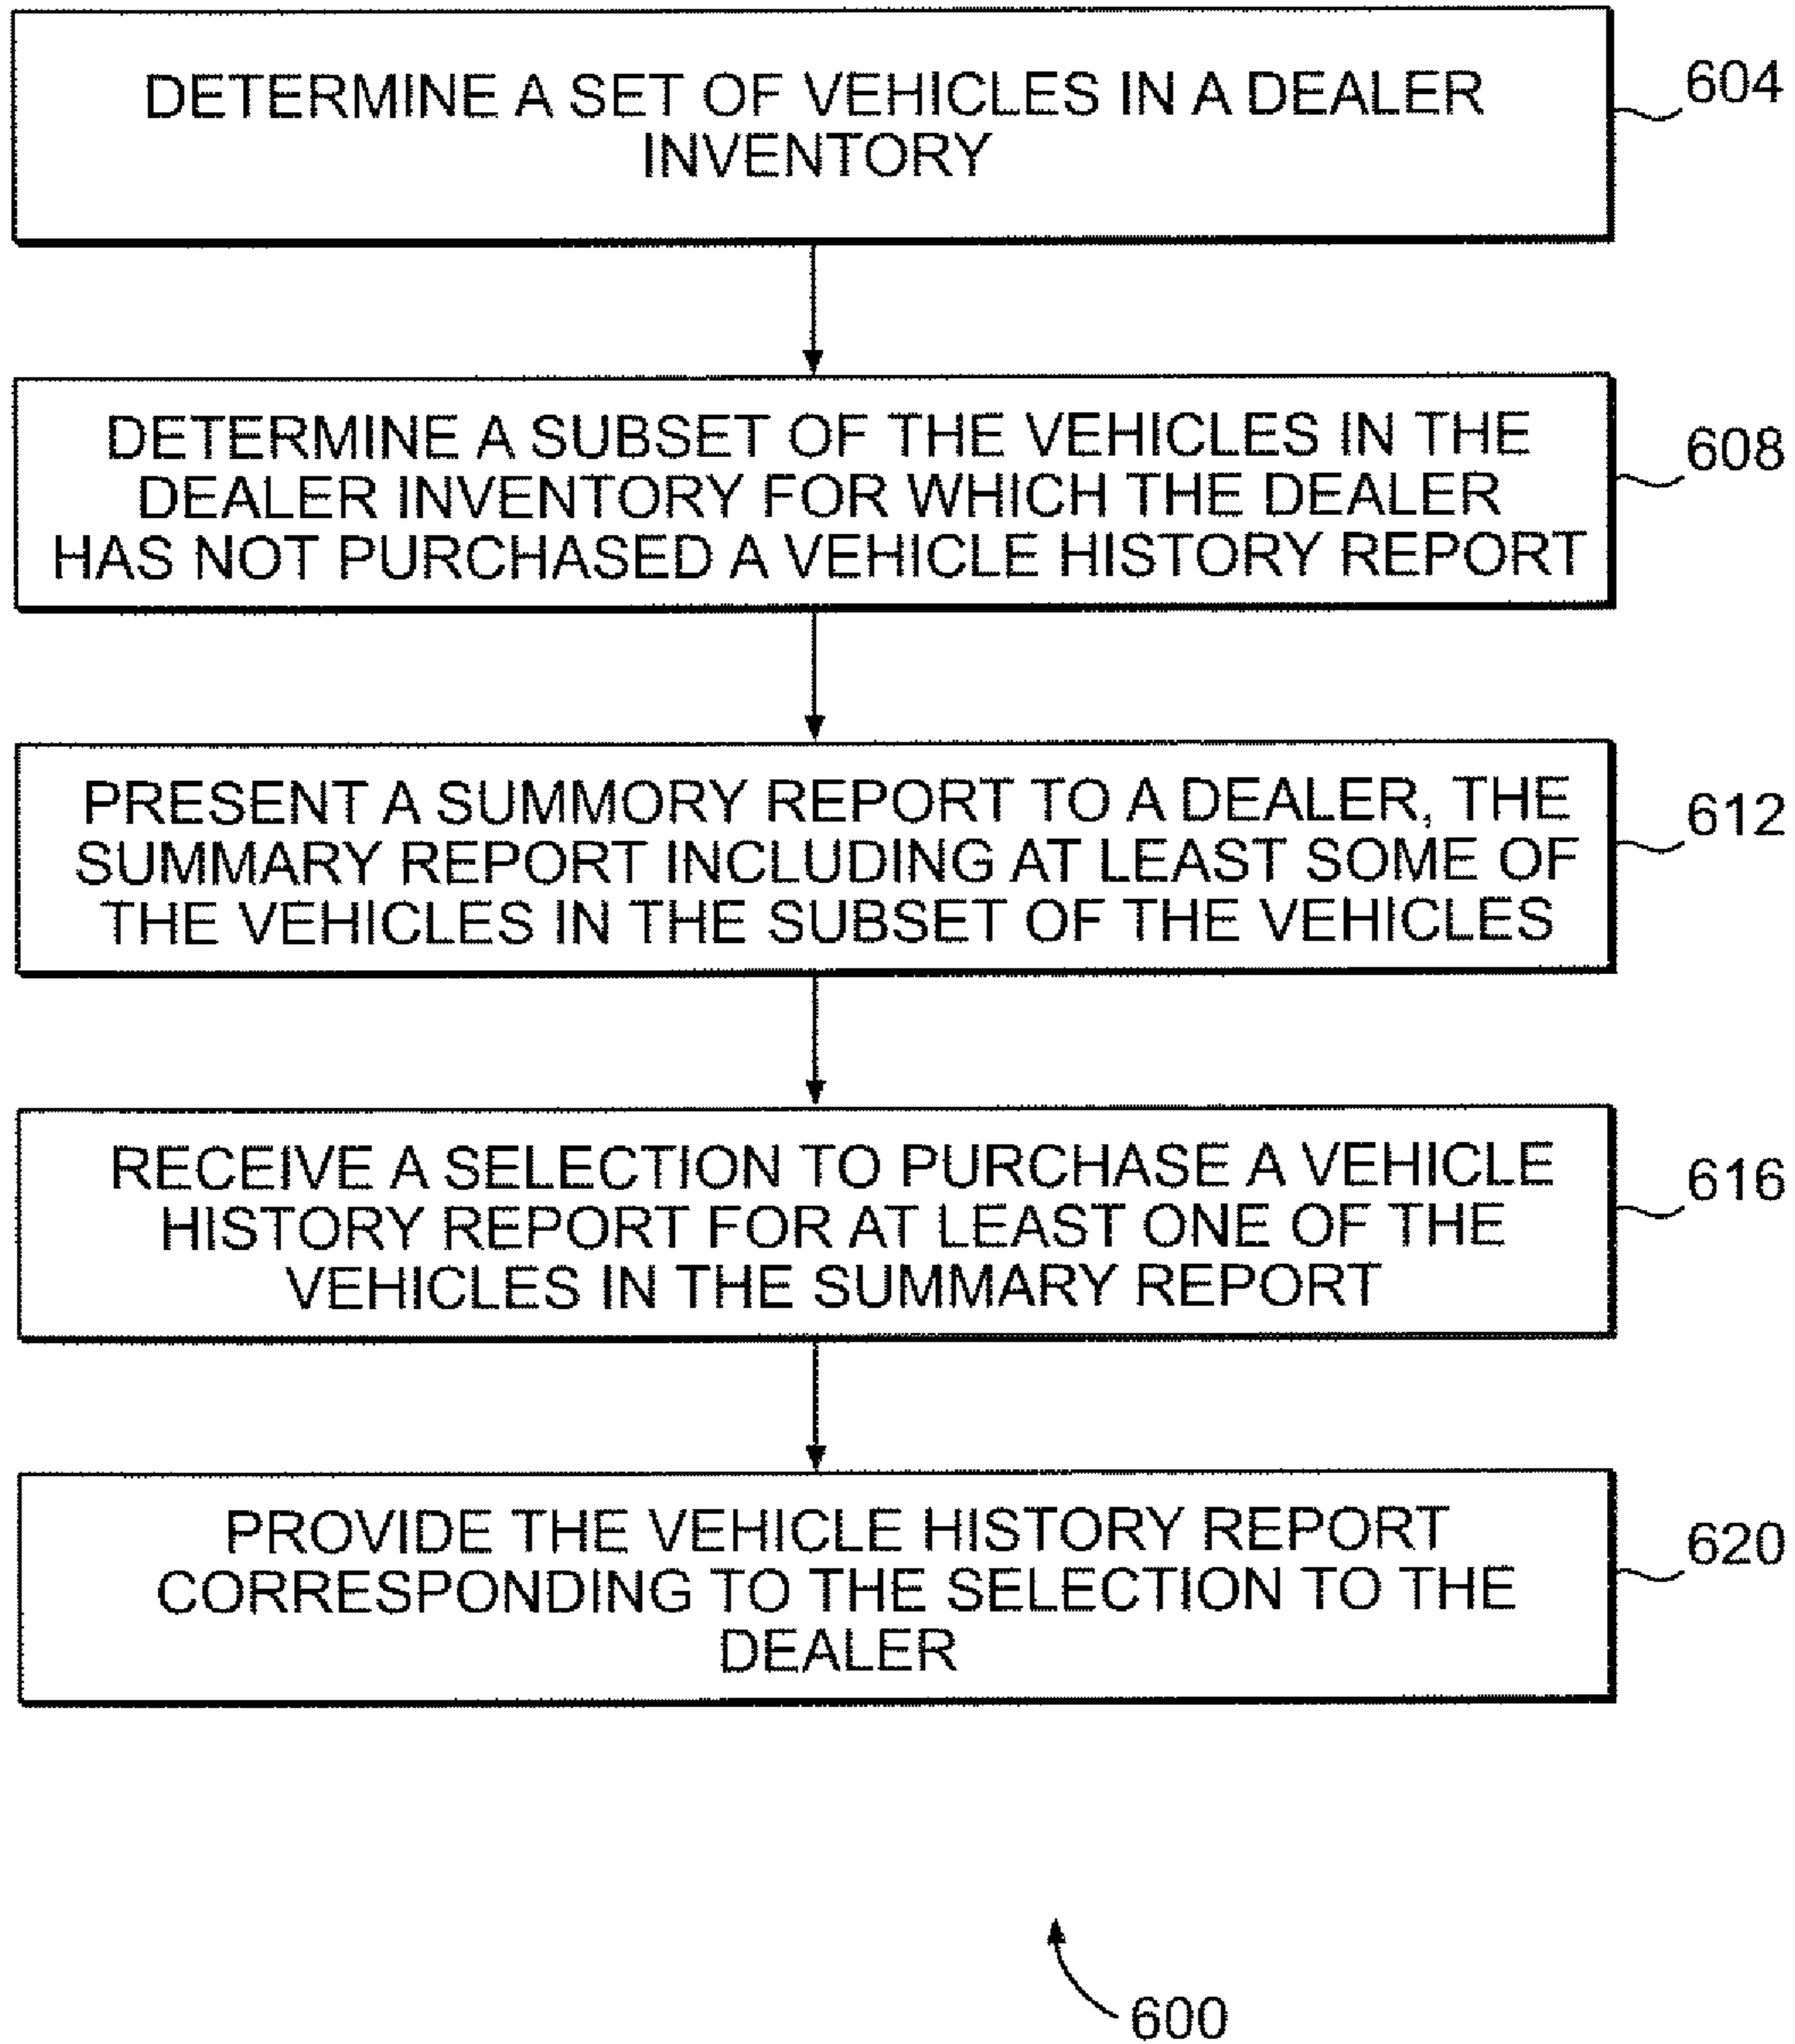 DETERMINE A SET OF VEHICLES IN A DEALER
INVENTORY
604
DETERMINE A SUBSET OF THE VEHICLES IN THE
DEALER INVENTORY FOR WHICH THE DEALER
HAS NOT PURCHASED A VEHICLE HISTORY REPORT
608
PRESENT A SUMMORY REPORT TO A DEALER, THE
SUMMARY REPORT INCLUDING AT LEAST SOME OF
THE VEHICLES IN THE SUBSET OF THE VEHICLES
612
RECEIVE A SELECTION TO PURCHASE A VEHICLE
HISTORY REPORT FOR AT LEAST ONE OF THE
VEHICLES IN THE SUMMARY REPORT
616
PROVIDE THE VEHICLE HISTORY REPORT
CORRESPONDING TO THE SELECTION TO THE
DEALER
620
600